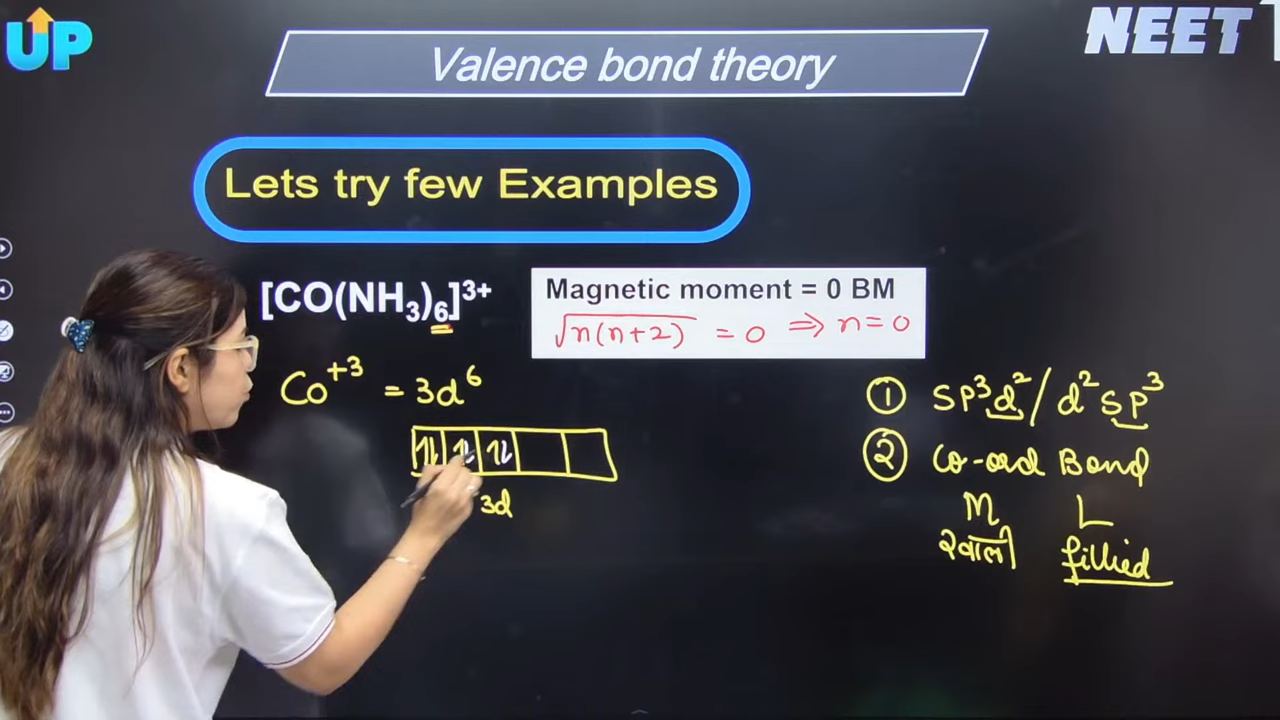 UP
NEET
Valence bond theory
Lets try few Examples
[CO(NH₃)₆]³⁺
Magnetic moment = 0 BM
√n(n+2) = 0 ⇒ n = 0
Co⁺³ = 3d⁶
3d
① SP³d² / d²SP³
② Co-ord Bond
M L
खाली fillied